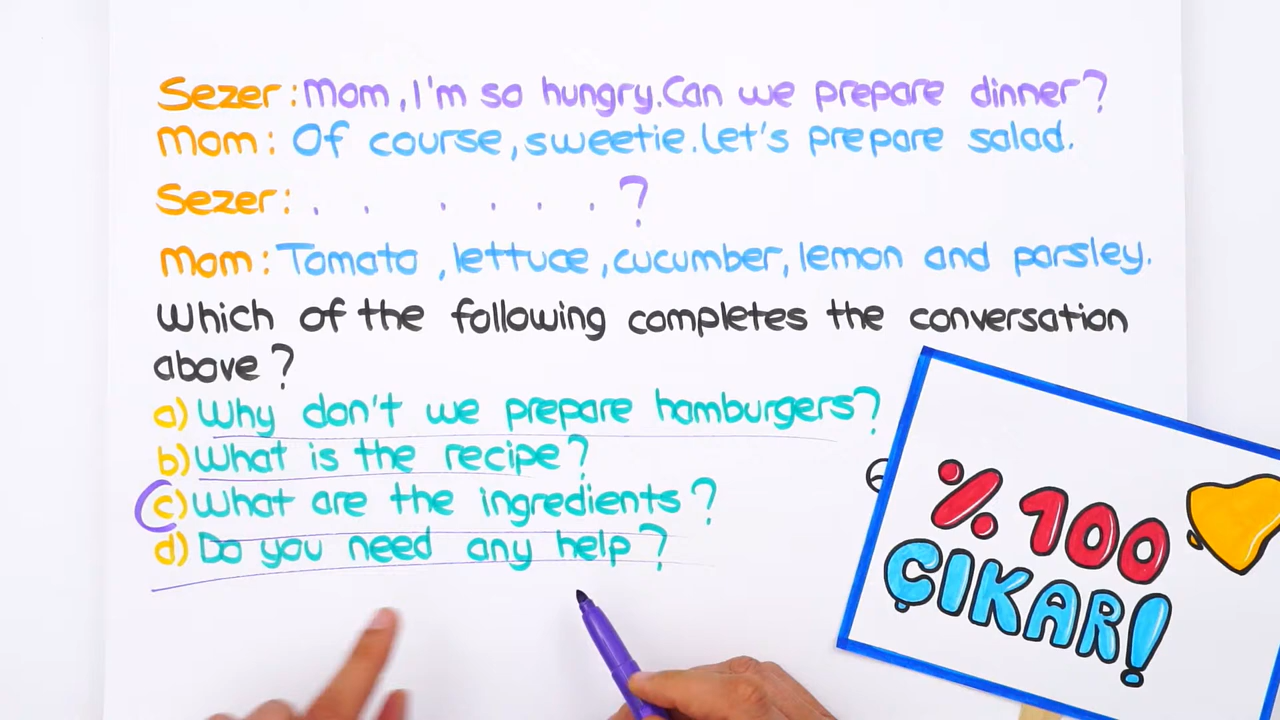 Sezer: Mom, I'm so hungry. Can we prepare dinner?
Mom: Of course, sweetie. Let's prepare salad.
Sezer: . . . . . . ?
Mom: Tomato, lettuce, cucumber, lemon and parsley.
Which of the following completes the conversation
above?
a) Why don't we prepare hamburgers?
b) What is the recipe?
c) What are the ingredients?
d) Do you need any help?
% 100
ÇIKAR!